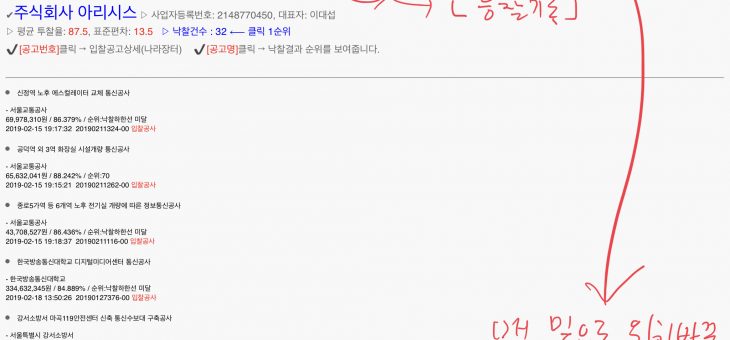 ✔주식회사 아리시스 ▷ 사업자등록번호: 2148770450, 대표자: 이대섭
▷ 평균 투찰률: 87.5, 표준편차: 13.5 ▷ 낙찰건수 : 32 <── 클릭 1순위
✔[공고번호]클릭 → 입찰공고상세(나라장터) ✔[공고명]클릭 → 낙찰결과 순위를 보여줍니다.
● 신정역 노후 에스컬레이터 교체 통신공사
- 서울교통공사
69,978,310원 / 86.379% / 순위:낙찰하한선 미달
2019-02-15 19:17:32 20190211324-00 입찰공사
● 공덕역 외 3역 화장실 시설개량 통신공사
- 서울교통공사
65,632,041원 / 88.242% / 순위:70
2019-02-15 19:15:21 20190211262-00 입찰공사
● 종로5가역 등 6개역 노후 전기실 개량에 따른 정보통신공사
- 서울교통공사
43,708,527원 / 86.436% / 순위:낙찰하한선 미달
2019-02-15 19:18:37 20190211116-00 입찰공사
● 한국방송통신대학교 디지털미디어센터 통신공사
- 한국방송통신대학교
334,632,345원 / 84.889% / 순위:낙찰하한선 미달
2019-02-18 13:50:26 20190127376-00 입찰공사
● 강서소방서 마곡119안전센터 신축 통신수보대 구축공사
- 서울특별시 강서소방서
밑으로